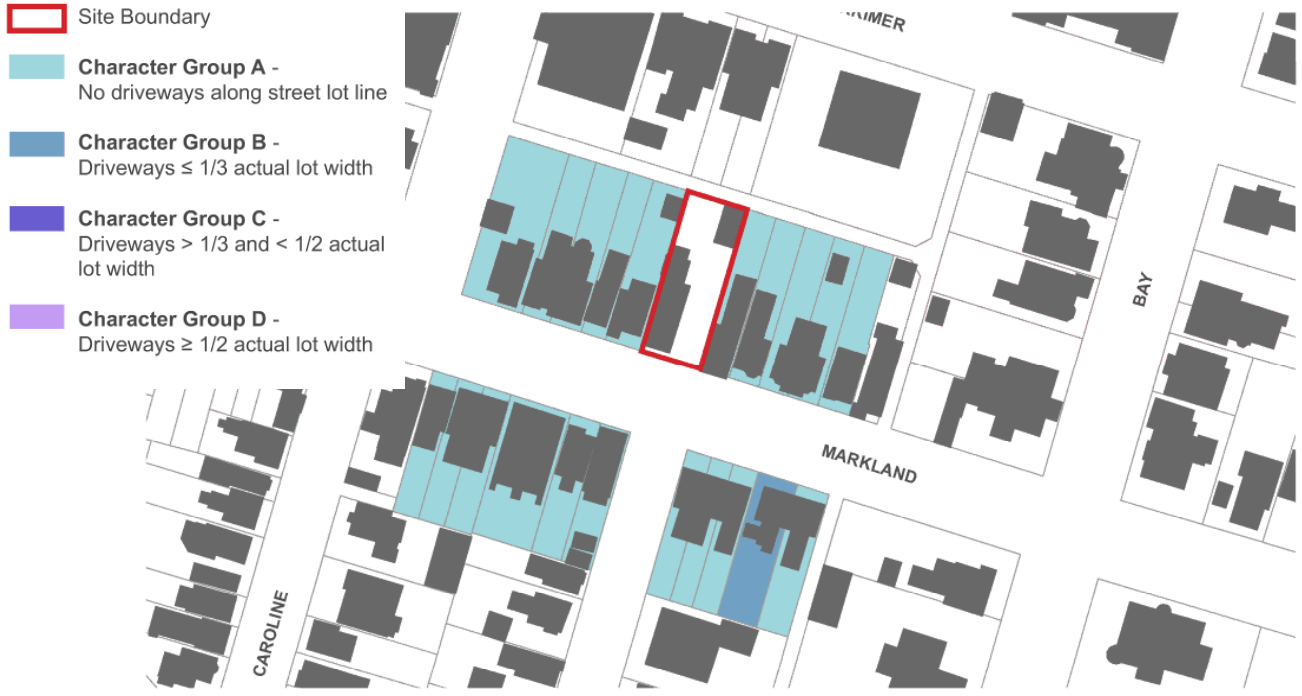 Site Boundary
Character Group A -
No driveways along street lot line
Character Group B -
Driveways ≤ 1/3 actual lot width
Character Group C -
Driveways > 1/3 and < 1/2 actual
lot width
Character Group D -
Driveways ≥ 1/2 actual lot width
BAY
MARKLAND
CAROLINE